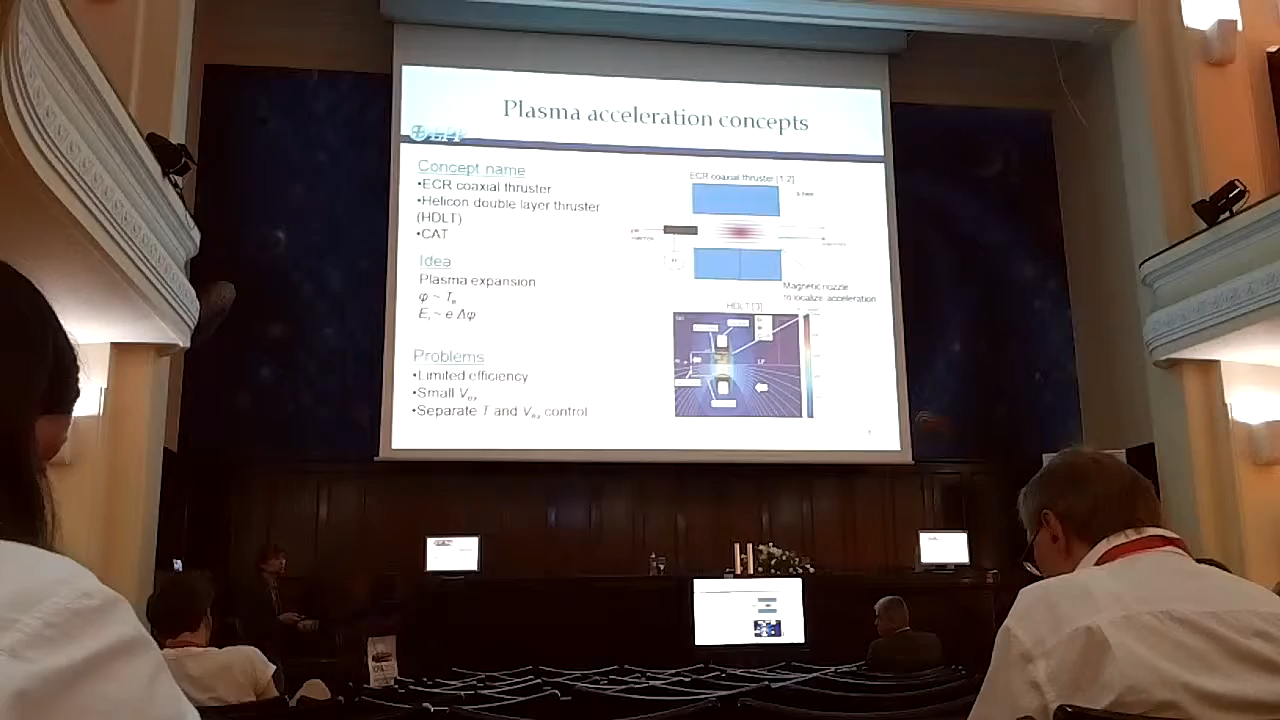 Plasma acceleration concepts
Concept name
•ECR coaxial thruster
•Helicon double layer thruster
(HDLT)
•CAT
Idea
Plasma expansion
φ ~ Te
Ei ~ e Δφ
Problems
•Limited efficiency
•Small Vex
•Separate T and Vex control
ECR coaxial thruster [1,2]
Magnetic nozzle
to localize acceleration
HDLT [3]